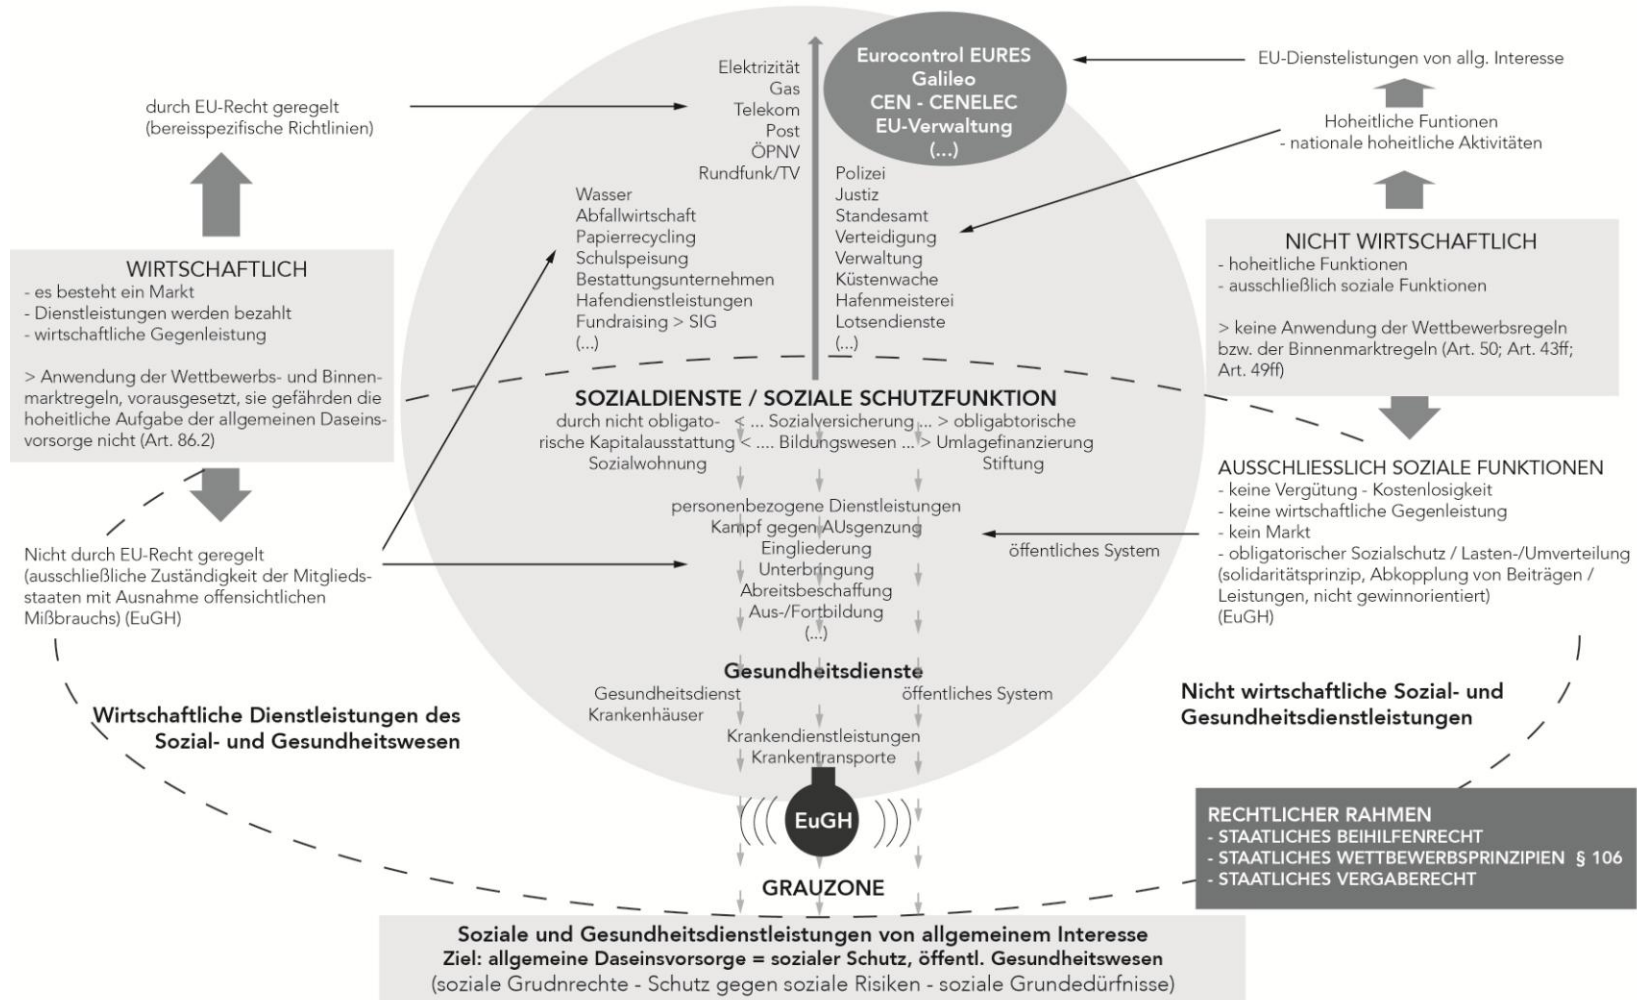 Elektrizität
Gas
Telekom
Post
ÖPNV
Rundfunk/TV
Eurocontrol EURES
Galileo
CEN - CENELEC
EU-Verwaltung
(...)
EU-Dienstelistungen von allg. Interesse
durch EU-Recht geregelt
(bereisspezifische Richtlinien)
Hoheitliche Funtionen
- nationale hoheitliche Aktivitäten
Wasser
Abfallwirtschaft
Papierrecycling
Schulspeisung
Bestattungsunternehmen
Hafendienstleistungen
Fundraising > SIG
(...)
Polizei
Justiz
Standesamt
Verteidigung
Verwaltung
Küstenwache
Hafenmeisterei
Lotsendienste
(...)
WIRTSCHAFTLICH
- es besteht ein Markt
- Dienstleistungen werden bezahlt
- wirtschaftliche Gegenleistung
> Anwendung der Wettbewerbs- und Binnen-
marktregeln, vorausgesetzt, sie gefährden die
hoheitliche Aufgabe der allgemeinen Daseins-
vorsorge nicht (Art. 86.2)
NICHT WIRTSCHAFTLICH
- hoheitliche Funktionen
- ausschließlich soziale Funktionen
> keine Anwendung der Wettbewerbsregeln
bzw. der Binnenmarktregeln (Art. 50; Art. 43ff;
Art. 49ff)
SOZIALDIENSTE / SOZIALE SCHUTZFUNKTION
durch nicht obligato- < ... Sozialversicherung ... > obligabtorische
rische Kapitalausstattung < .... Bildungswesen ... > Umlagefinanzierung
Sozialwohnung Stiftung
personenbezogene Dienstleistungen
Kampf gegen AUsgenzung
Eingliederung
Unterbringung
Abreitsbeschaffung
Aus-/Fortbildung
(...)
öffentliches System
Nicht durch EU-Recht geregelt
(ausschließliche Zuständigkeit der Mitglieds-
staaten mit Ausnahme offensichtlichen
Mißbrauchs) (EuGH)
AUSSCHLIESSLICH SOZIALE FUNKTIONEN
- keine Vergütung - Kostenlosigkeit
- keine wirtschaftliche Gegenleistung
- kein Markt
- obligatorischer Sozialschutz / Lasten-/Umverteilung
(solidaritätsprinzip, Abkopplung von Beiträgen /
Leistungen, nicht gewinnorientiert)
(EuGH)
Gesundheitsdienste
Gesundheitsdienst öffentliches System
Krankenhäuser
Krankendienstleistungen
Krankentransporte
Wirtschaftliche Dienstleistungen des
Sozial- und Gesundheitswesen
Nicht wirtschaftliche Sozial- und
Gesundheitsdienstleistungen
EuGH
GRAUZONE
RECHTLICHER RAHMEN
- STAATLICHES BEIHILFENRECHT
- STAATLICHES WETTBEWERBSPRINZIPIEN § 106
- STAATLICHES VERGABERECHT
Soziale und Gesundheitsdienstleistungen von allgemeinem Interesse
Ziel: allgemeine Daseinsvorsorge = sozialer Schutz, öffentl. Gesundheitswesen
(soziale Grudnrechte - Schutz gegen soziale Risiken - soziale Grundedürfnisse)